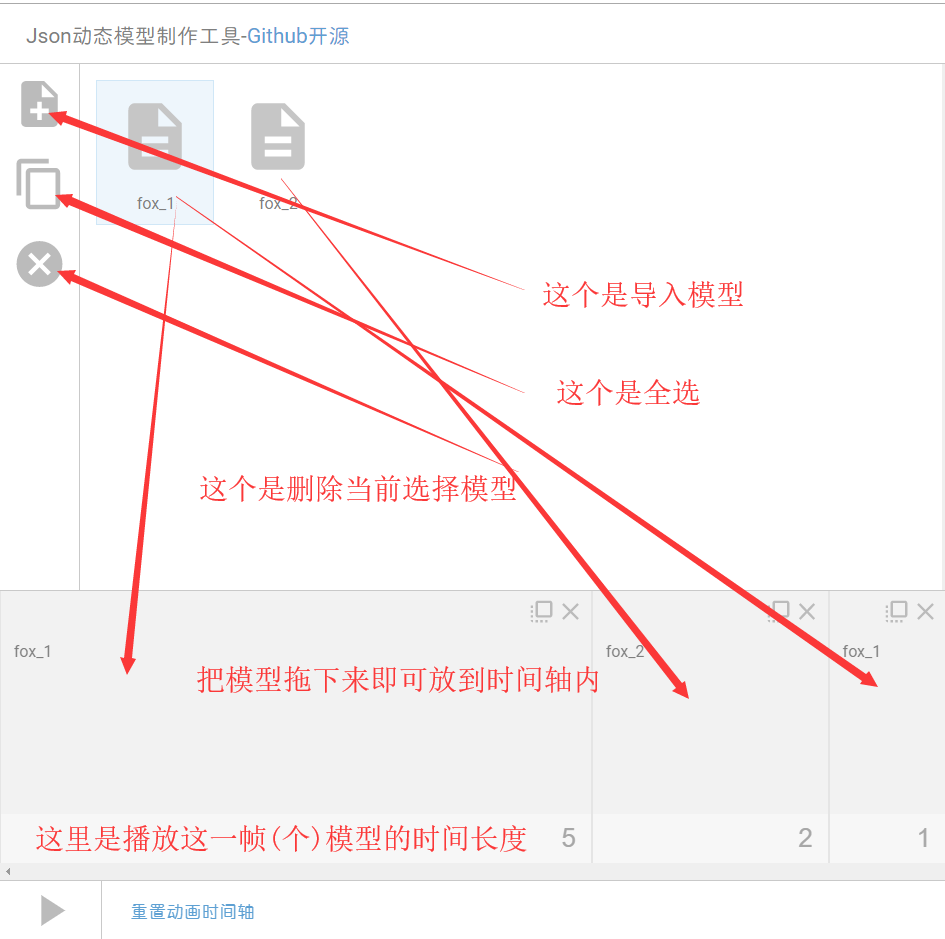 Json动态模型制作工具-Github开源
fox_1
fox_2
这个是导入模型
这个是全选
这个是删除当前选择模型
fox_1
fox_2
fox_1
把模型拖下来即可放到时间轴内
这里是播放这一帧(个)模型的时间长度
5
2
1
重置动画时间轴